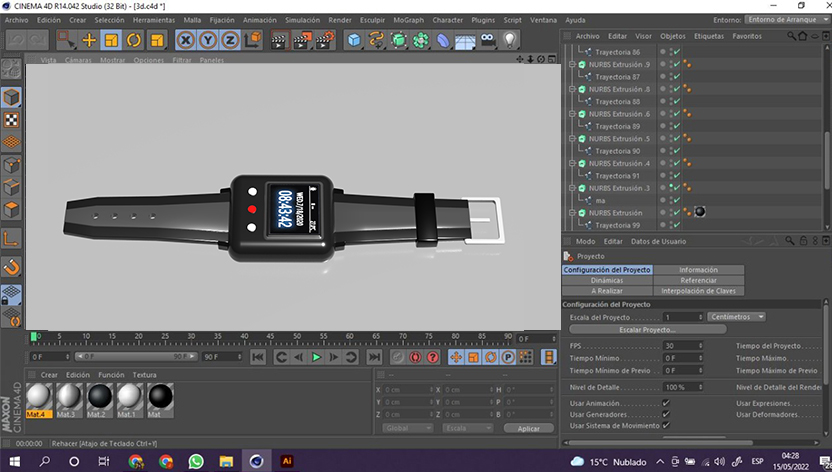 CINEMA 4D R14.042 Studio (32 Bit) - [3d.c4d *]
Archivo Edición Crear Selección Herramientas Malla Fijación Animación Simulación Render Esculpir MoGraph Character Plugins Script Ventana Ayuda Entorno: Entorno de Arranque
Vista Cámaras Mostrar Opciones Filtrar Paneles
Archivo Editar Visor Objetos Etiquetas Favoritos
Trayectoria 86
NURBS Extrusión .9
Trayectoria 87
NURBS Extrusión .8
Trayectoria 88
NURBS Extrusión .6
Trayectoria 89
NURBS Extrusión .5
Trayectoria 90
NURBS Extrusión .4
Trayectoria 91
NURBS Extrusión .3
ma
NURBS Extrusión
Trayectoria 99
08:43:42
Modo Editar Datos de Usuario
Proyecto
Configuración del Proyecto Información
Dinámicas Referenciar
A Realizar Interpolación de Claves
Configuración del Proyecto
Escala del Proyecto 1 Centímetros
Escalar Proyecto...
FPS 30 Tiempo del Proyecto
Tiempo Mínimo 0 F Tiempo Máximo
Tiempo Mínimo de Previo 0 F Tiempo Máximo de Previo
Nivel de Detalle 100 % Nivel de Detalle del Render
Usar Animación Usar Expresiones
Usar Generadores Usar Deformadores
Usar Sistema de Movimiento
0 5 10 15 20 25 30 35 40 45 50 55 60 65 70 75 80 85 90 0 F
0 F 0 F 90 F 90 F
Crear Edición Función Textura
Mat.4 Mat.3 Mat.2 Mat.1 Mat
MAXON CINEMA 4D
X 0 cm X 0 cm H 0°
Y 0 cm Y 0 cm P 0°
Z 0 cm Z 0 cm B 0°
Global Escala Aplicar
00:00:00 Rehacer [Atajo de Teclado Ctrl+Y]
Ai
15°C Nublado ESP
04:28
15/05/2022